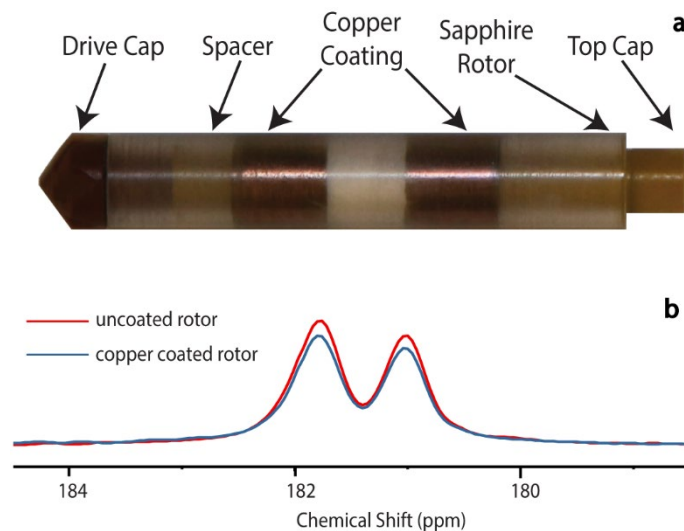 a
Drive Cap
Spacer
Copper
Coating
Sapphire
Rotor
Top Cap
b
uncoated rotor
copper coated rotor
184
182
180
Chemical Shift (ppm)